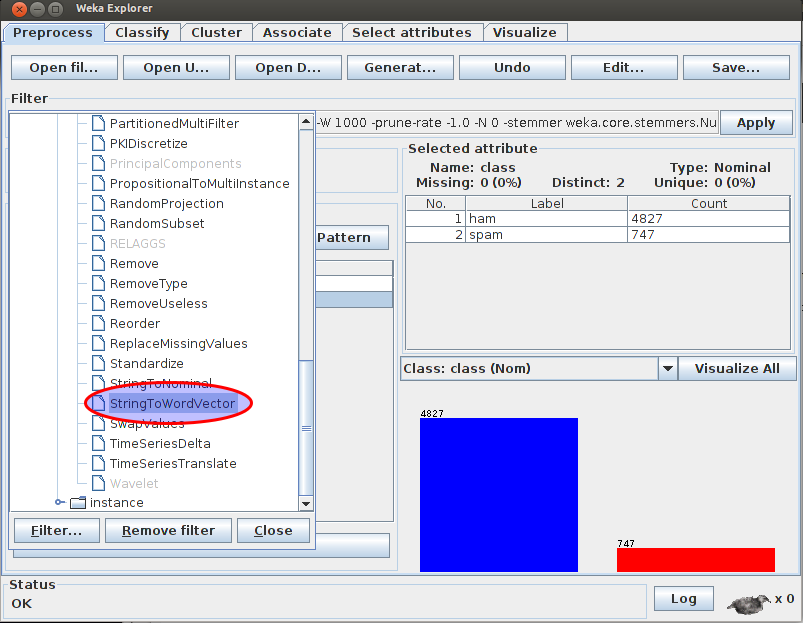 Weka Explorer
Preprocess Classify Cluster Associate Select attributes Visualize
Open fil... Open U... Open D... Generat... Undo Edit... Save...
Filter
-W 1000 -prune-rate -1.0 -N 0 -stemmer weka.core.stemmers.Nu Apply
PartitionedMultiFilter
PKIDiscretize
PrincipalComponents
PropositionalToMultiInstance
RandomProjection
RandomSubset
RELAGGS
Remove
RemoveType
RemoveUseless
Reorder
ReplaceMissingValues
Standardize
StringToNominal
StringToWordVector
SwapValues
TimeSeriesDelta
TimeSeriesTranslate
Wavelet
instance
Filter... Remove filter Close
Pattern
Selected attribute
Name: class Type: Nominal
Missing: 0 (0%) Distinct: 2 Unique: 0 (0%)
No. Label Count
1 ham 4827
2 spam 747
Class: class (Nom) Visualize All
4827
747
Status
OK
Log x 0